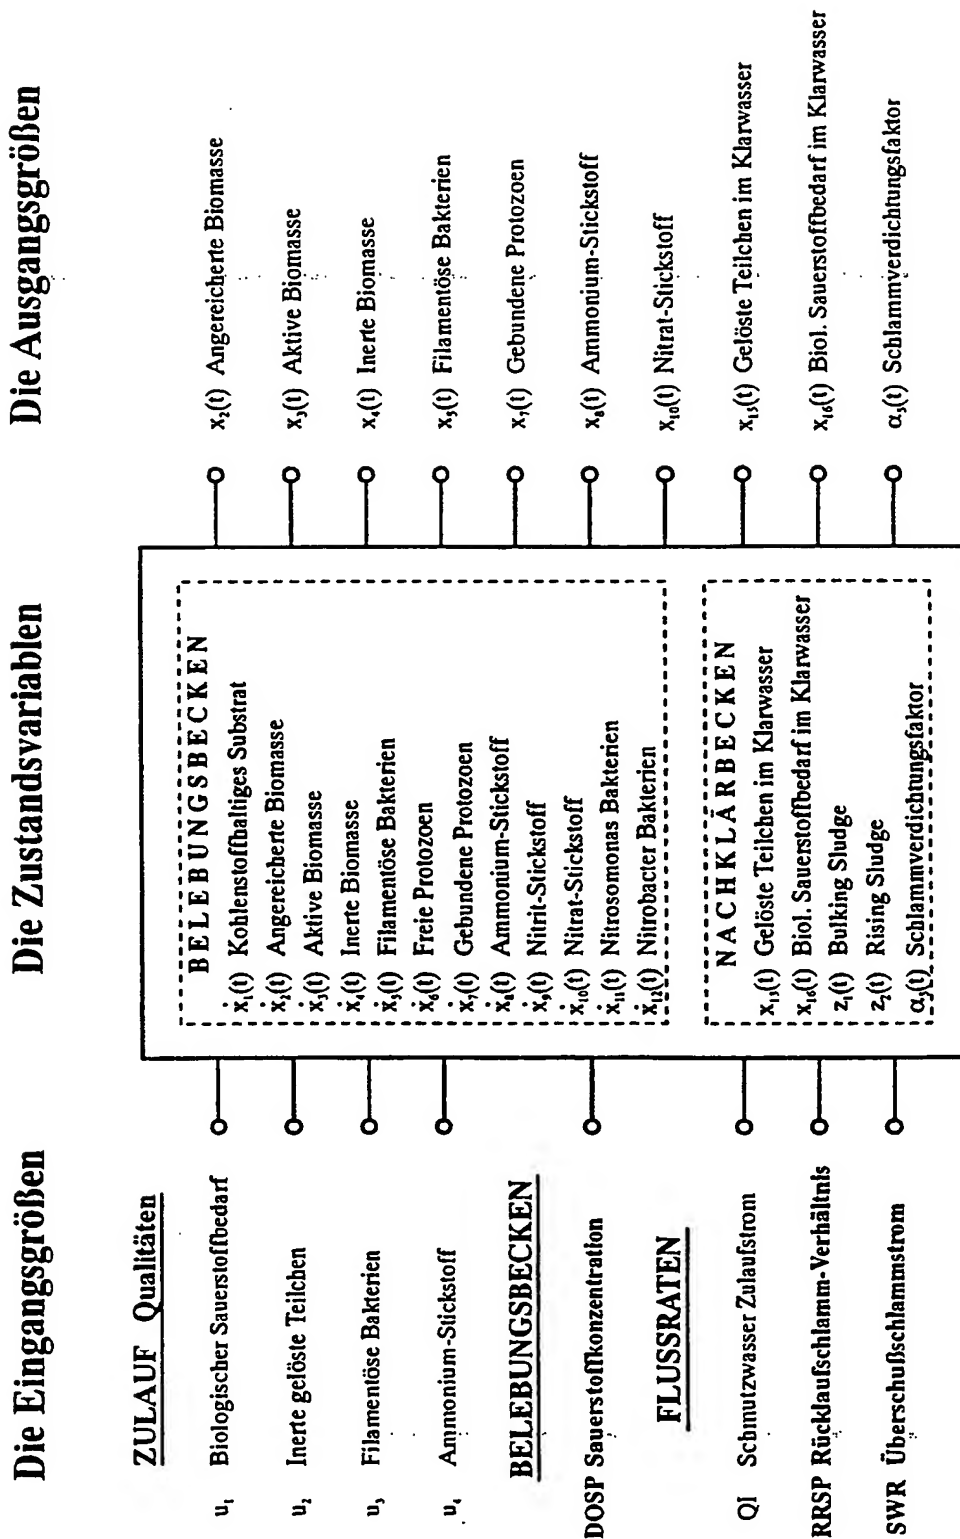 Die Eingangsgrößen
ZULAUF Qualitäten
u₁ Biologischer Sauerstoffbedarf
u₂ Inerte gelöste Teilchen
u₃ Filamentöse Bakterien
u₄ Ammonium-Stickstoff
BELEBUNGSBECKEN
DOSP Sauerstoffkonzentration
FLUSSRATEN
QI Schmutzwasser Zulaufstrom
RRSP Rücklaufschlamm-Verhältnis
SWR Überschußschlammstrom
Die Zustandsvariablen
BELEBUNGSBECKEN
ẋ₁(t) Kohlenstoffhaltiges Substrat
ẋ₂(t) Angereicherte Biomasse
ẋ₃(t) Aktive Biomasse
ẋ₄(t) Inerte Biomasse
ẋ₅(t) Filamentöse Bakterien
ẋ₆(t) Freie Protozoen
ẋ₇(t) Gebundene Protozoen
ẋ₈(t) Ammonium-Stickstoff
ẋ₉(t) Nitrit-Stickstoff
ẋ₁₀(t) Nitrat-Stickstoff
ẋ₁₁(t) Nitrosomonas Bakterien
ẋ₁₂(t) Nitrobacter Bakterien
NACHKLÄRBECKEN
x₁₅(t) Gelöste Teilchen im Klarwasser
x₁₆(t) Biol. Sauerstoffbedarf im Klarwasser
z₁(t) Bulking Sludge
z₂(t) Rising Sludge
α₃(t) Schlammverdichtungsfaktor
Die Ausgangsgrößen
x₂(t) Angereicherte Biomasse
x₃(t) Aktive Biomasse
x₄(t) Inerte Biomasse
x₅(t) Filamentöse Bakterien
x₇(t) Gebundene Protozoen
x₈(t) Ammonium-Stickstoff
x₁₀(t) Nitrat-Stickstoff
x₁₅(t) Gelöste Teilchen im Klarwasser
x₁₆(t) Biol. Sauerstoffbedarf im Klarwasser
α₃(t) Schlammverdichtungsfaktor